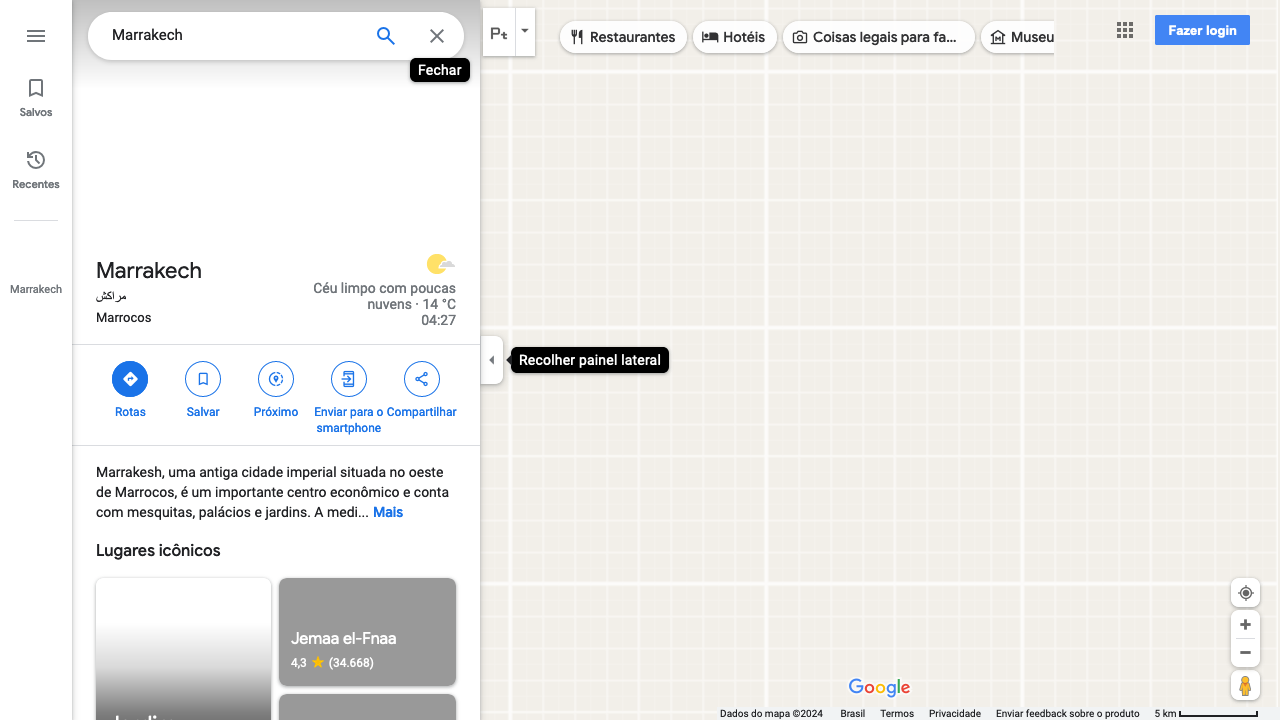 Marrakech
Fechar
Salvos
Recentes
Marrakech
Restaurantes
Hotéis
Coisas legais para fa...
Museu
Fazer login
Marrakech
مراكش
Marrocos
Céu limpo com poucas
nuvens · 14 °C
04:27
Recolher painel lateral
Rotas
Salvar
Próximo
Enviar para o
smartphone
Compartilhar
Marrakesh, uma antiga cidade imperial situada no oeste
de Marrocos, é um importante centro econômico e conta
com mesquitas, palácios e jardins. A medi... Mais
Lugares icônicos
Jemaa el-Fnaa
4,3 ★ (34.668)
Google
Dados do mapa ©2024 Brasil Termos Privacidade Enviar feedback sobre o produto 5 km